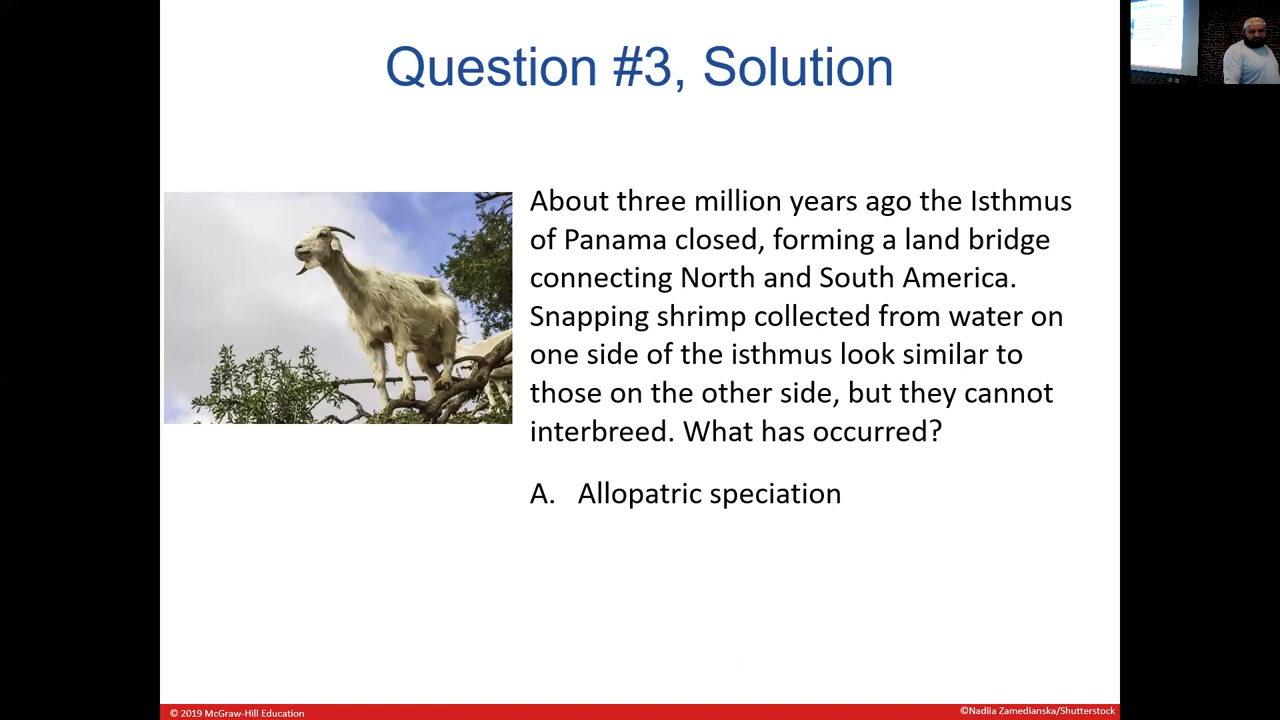 Question #3, Solution
About three million years ago the Isthmus
of Panama closed, forming a land bridge
connecting North and South America.
Snapping shrimp collected from water on
one side of the isthmus look similar to
those on the other side, but they cannot
interbreed. What has occurred?
A. Allopatric speciation
© 2019 McGraw-Hill Education
©Nadiia Zamedianska/Shutterstock